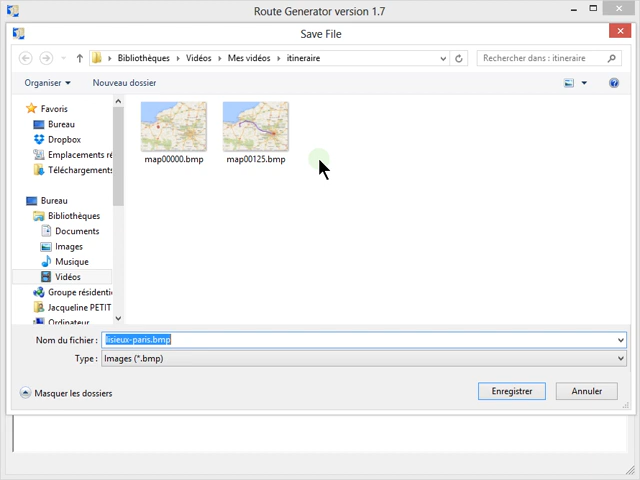 Route Generator version 1.7
Save File
Bibliothèques
Vidéos
Mes vidéos
itineraire
Rechercher dans : itineraire
Organiser
Nouveau dossier
Favoris
Bureau
Dropbox
Emplacements ré
Téléchargements
Bureau
Bibliothèques
Documents
Images
Musique
Vidéos
Groupe résidenti
Jacqueline PETIT
Ordinateur
map00000.bmp
map00125.bmp
Nom du fichier :
lisieux-paris.bmp
Type :
Images (*.bmp)
Masquer les dossiers
Enregistrer
Annuler